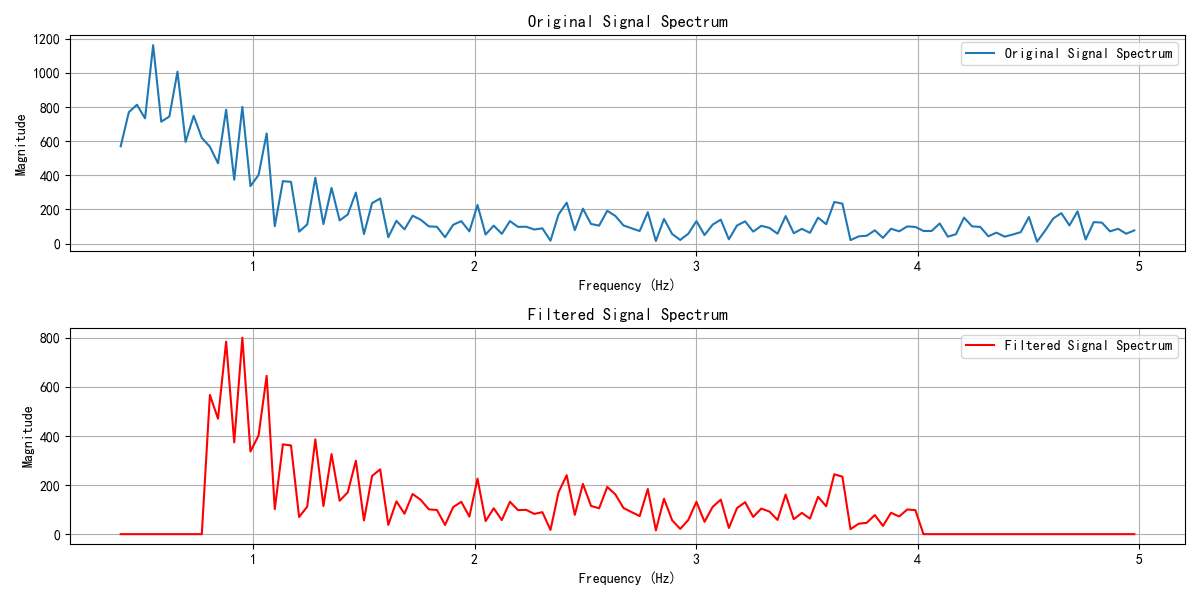 Original Signal Spectrum
1200
1000
800
600
400
200
0
Magnitude
Original Signal Spectrum
1 2 3 4 5
Frequency (Hz)
Filtered Signal Spectrum
800
600
400
200
0
Magnitude
Filtered Signal Spectrum
1 2 3 4 5
Frequency (Hz)